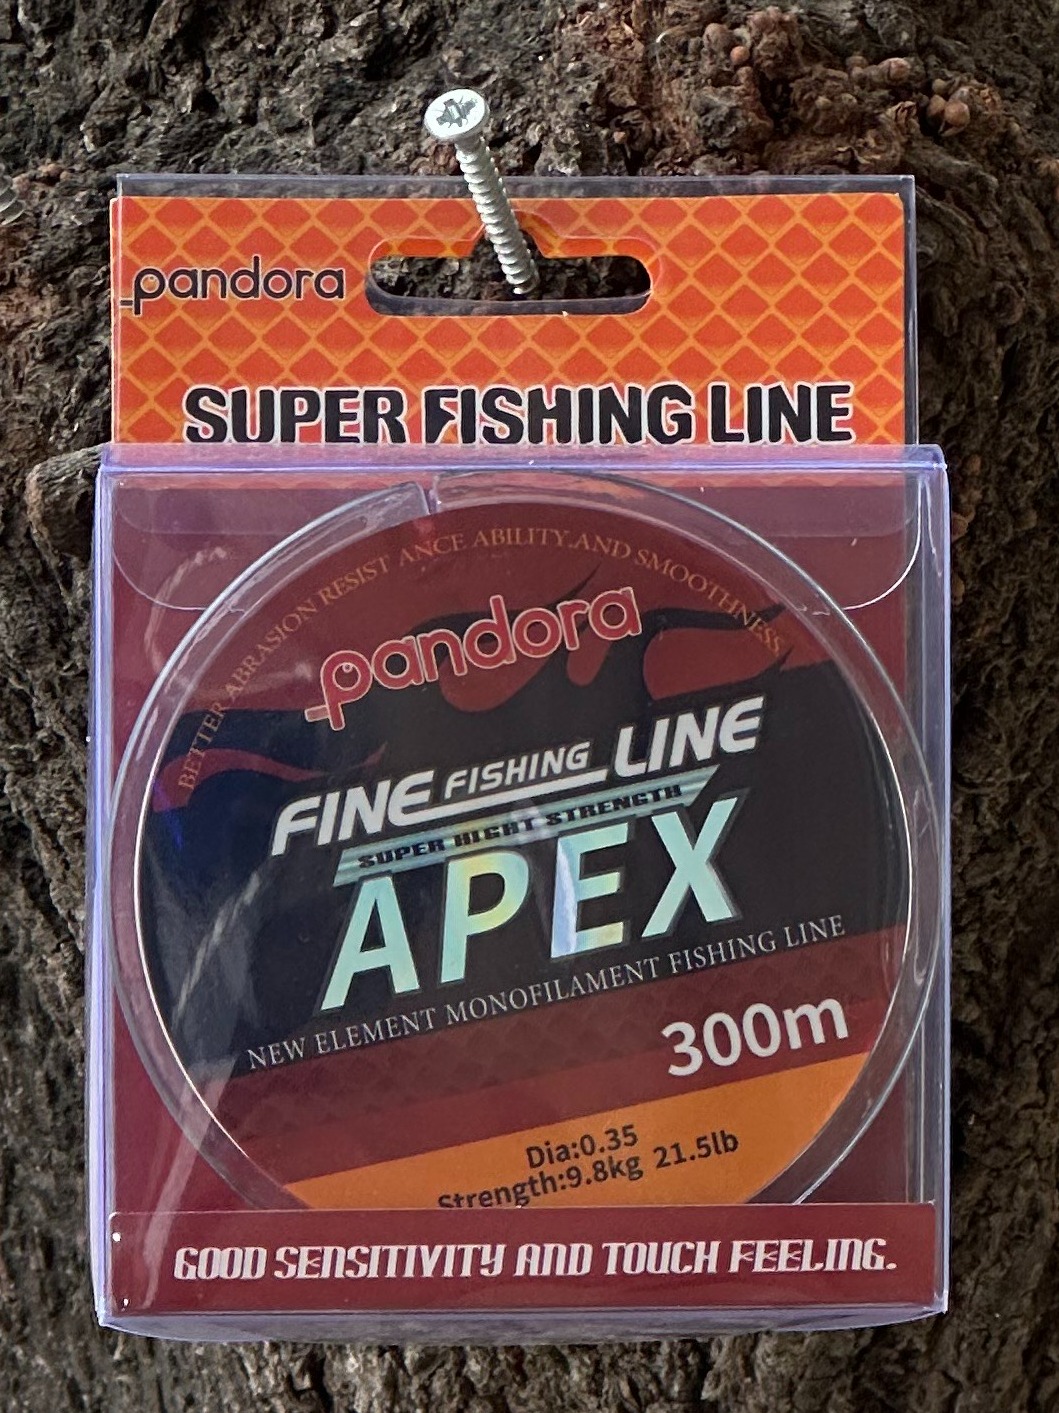 pandora
SUPER FISHING LINE
BETTER ABRASION RESIST ANCE ABILITY,AND SMOOTHNESS.
pandora
FINE FISHING LINE
SUPER HIGHT STRENGTH
APEX
NEW ELEMENT MONOFILAMENT FISHING LINE
300m
Dia:0.35
Strength:9.8kg 21.5lb
GOOD SENSITIVITY AND TOUCH FEELING.